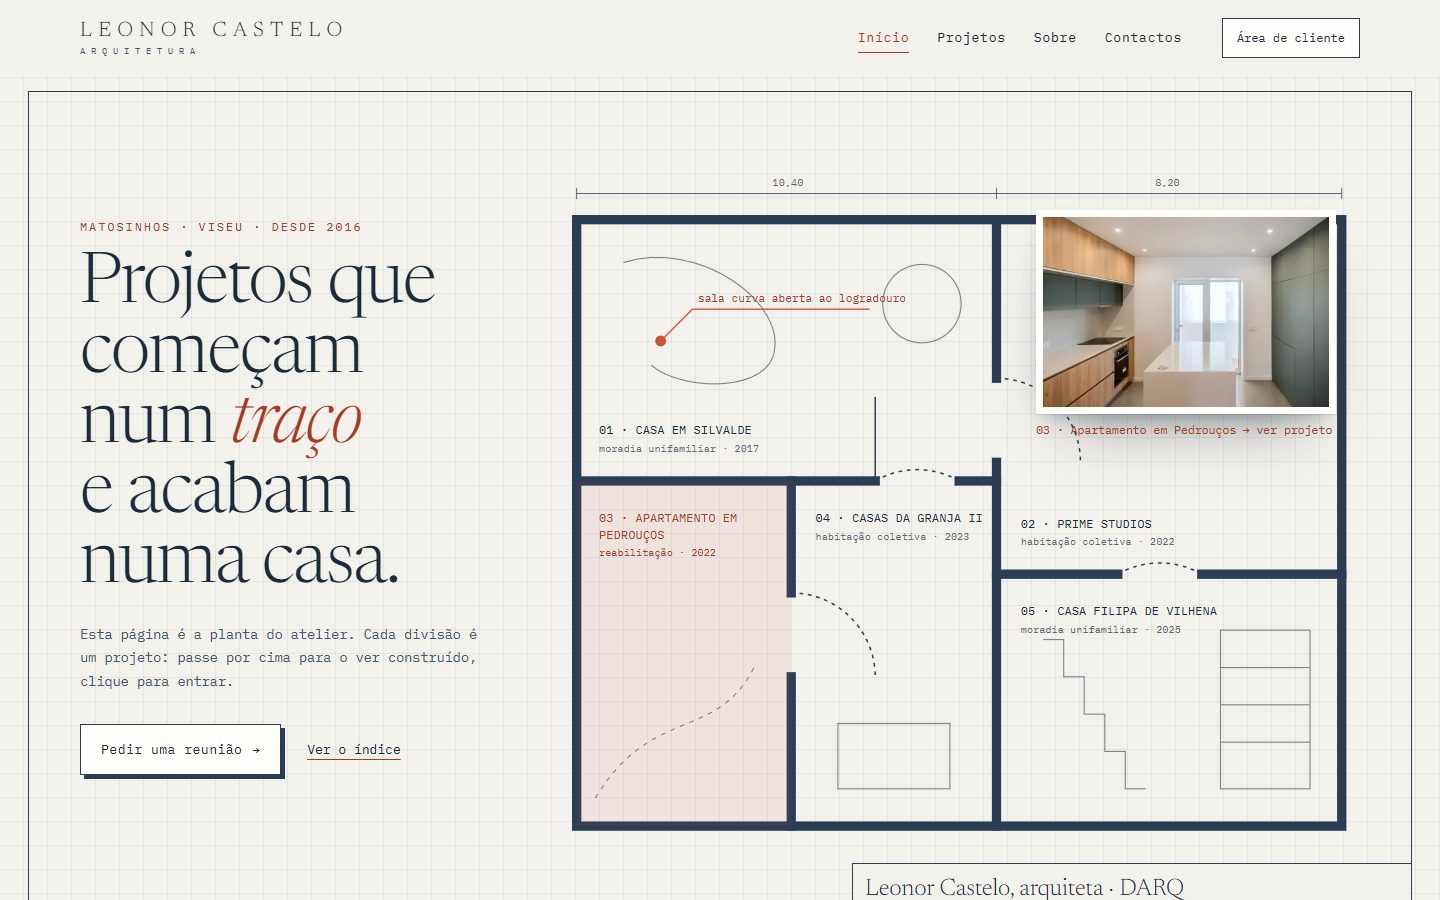 LEONOR CASTELO
ARQUITETURA
Início
Projetos
Sobre
Contactos
Área de cliente
MATOSINHOS · VISEU · DESDE 2016
Projetos que
começam
num traço
e acabam
numa casa.
Esta página é a planta do atelier. Cada divisão é
um projeto: passe por cima para o ver construído,
clique para entrar.
Pedir uma reunião →
Ver o índice
10,40
8,20
sala curva aberta ao logradouro
01 · CASA EM SILVALDE
moradia unifamiliar · 2017
03 · Apartamento em Pedrouços → ver projeto
03 · APARTAMENTO EM
PEDROUÇOS
reabilitação · 2022
04 · CASAS DA GRANJA II
habitação coletiva · 2023
02 · PRIME STUDIOS
habitação coletiva · 2022
05 · CASA FILIPA DE VILHENA
moradia unifamiliar · 2025
Leonor Castelo, arquiteta · DARQ